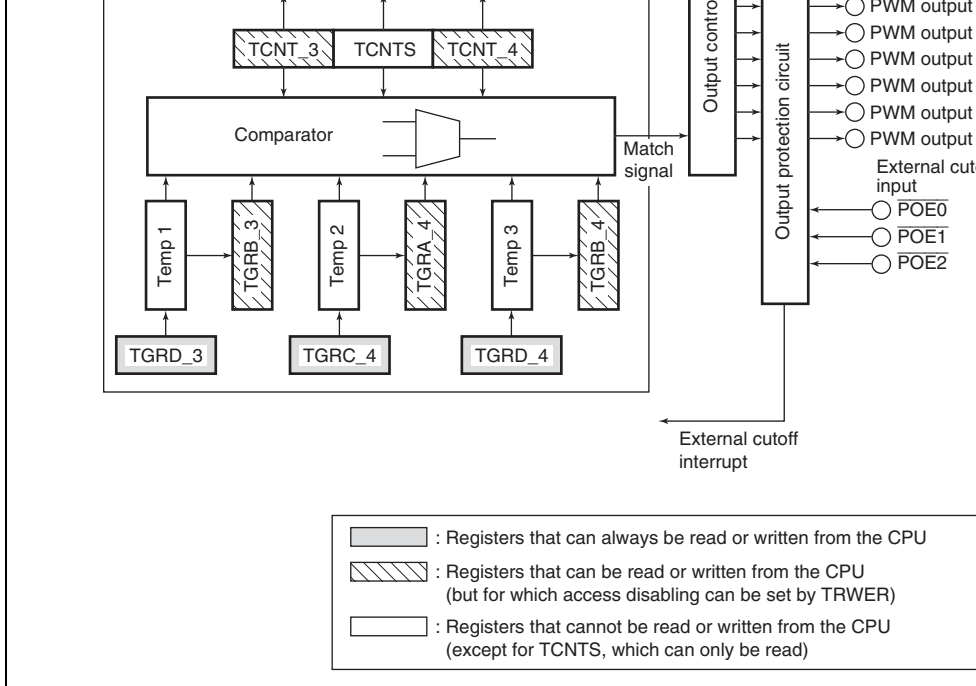 PWM output
PWM output
PWM output
PWM output
PWM output
PWM output
Output contro
Output protection circuit
TCNT_3
TCNTS
TCNT_4
Comparator
Match
signal
External cut
input
POE0
POE1
POE2
Temp 1
TGRB_3
Temp 2
TGRA_4
Temp 3
TGRB_4
TGRD_3
TGRC_4
TGRD_4
External cutoff
interrupt
: Registers that can always be read or written from the CPU
: Registers that can be read or written from the CPU
(but for which access disabling can be set by TRWER)
: Registers that cannot be read or written from the CPU
(except for TCNTS, which can only be read)